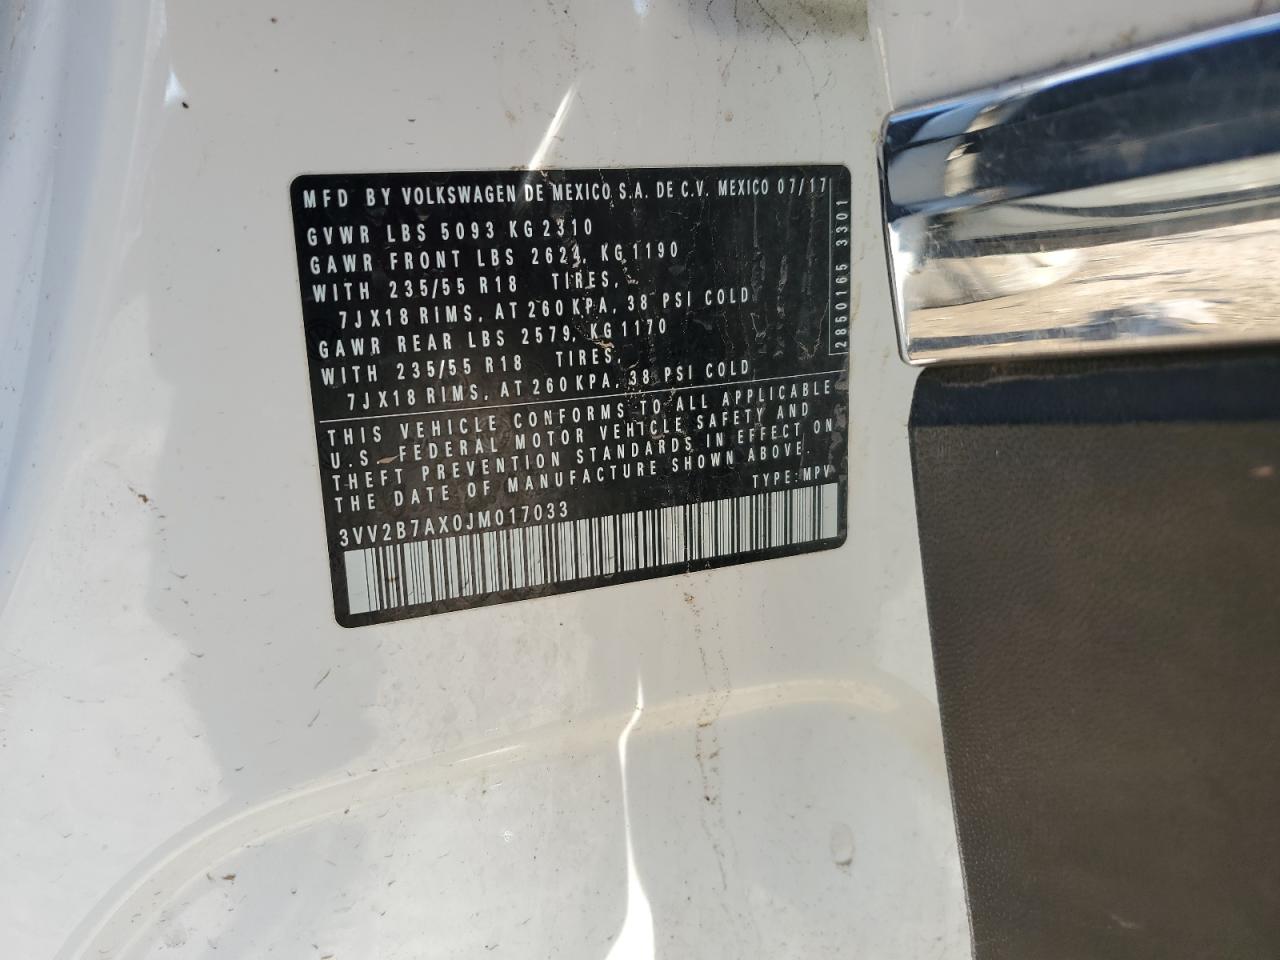 MFD BY VOLKSWAGEN DE MEXICO S.A. DE C.V. MEXICO 07/17
GVWR LBS 5093 KG 2310
GAWR FRONT LBS 2624, KG 1190
WITH 235/55 R18 TIRES,
7JX18 RIMS, AT 260 KPA, 38 PSI COLD
GAWR REAR LBS 2579, KG 1170
WITH 235/55 R18 TIRES,
7JX18 RIMS, AT 260 KPA, 38 PSI COLD
THIS VEHICLE CONFORMS TO ALL APPLICABLE
U.S. FEDERAL MOTOR VEHICLE SAFETY AND
THEFT PREVENTION STANDARDS IN EFFECT ON
THE DATE OF MANUFACTURE SHOWN ABOVE.
TYPE: MPV
3VV2B7AX0JM017033
2860165 3301